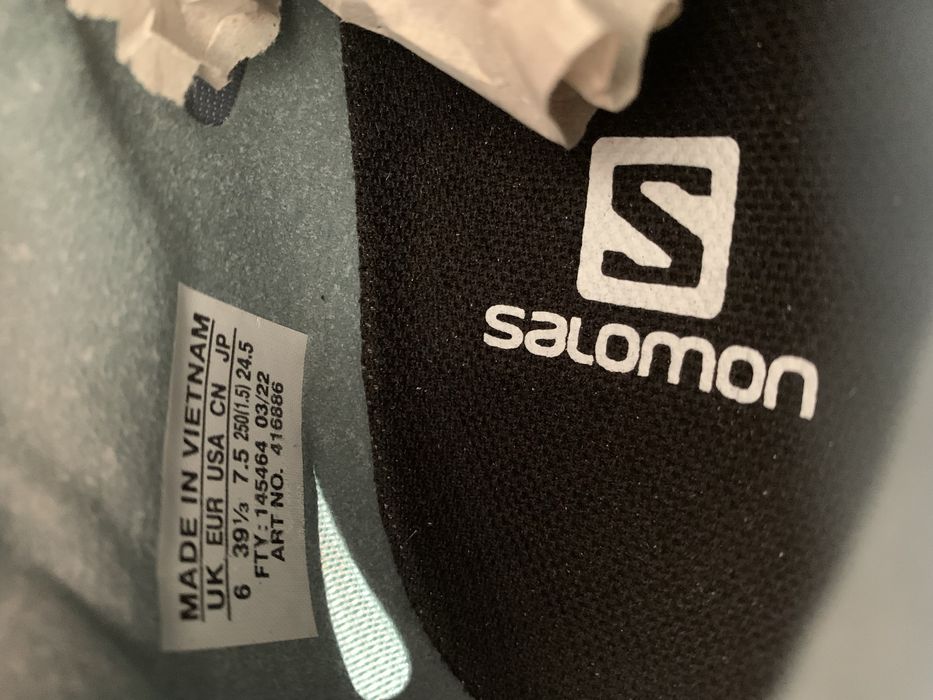 MADE IN VIETNAM
UK EUR USA CN JP
6 39⅓ 7.5 250(1.5) 24.5
FTY: 145464 03/22
ART NO. 416886
S
salomon